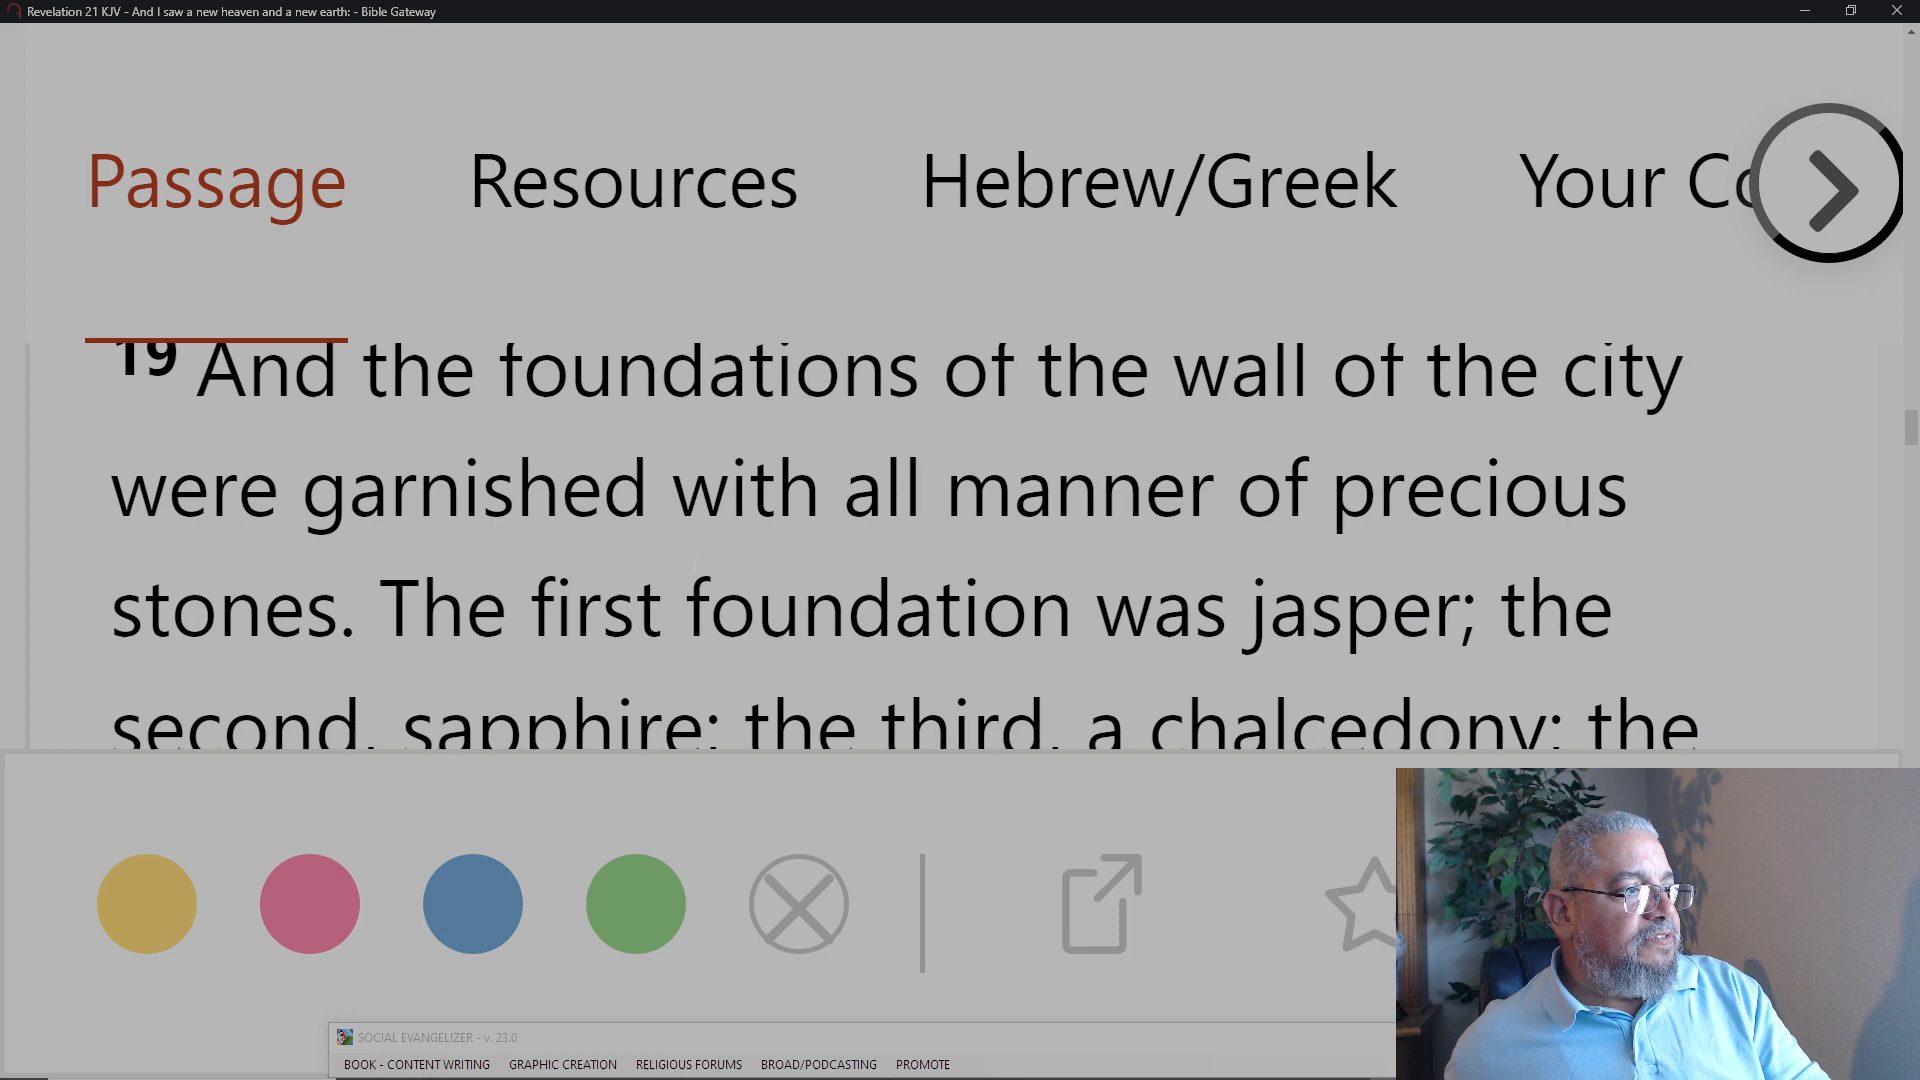 Revelation 21 KJV - And I saw a new heaven and a new earth: - Bible Gateway
Passage Resources Hebrew/Greek Your Co
19 And the foundations of the wall of the city
were garnished with all manner of precious
stones. The first foundation was jasper; the
second, sapphire; the third, a chalcedony; the
SOCIAL EVANGELIZER - v. 23.0
BOOK - CONTENT WRITING GRAPHIC CREATION RELIGIOUS FORUMS BROAD/PODCASTING PROMOTE